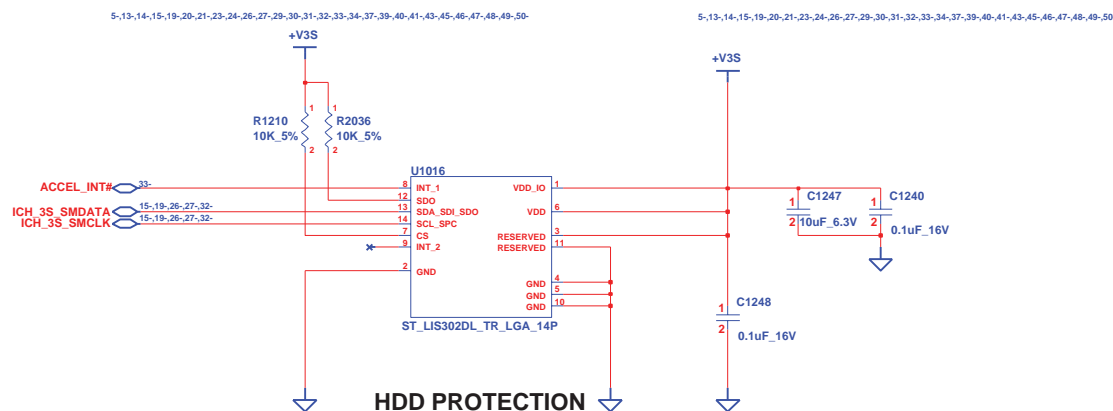 5-,13-,14-,15-,19-,20-,21-,23-,24-,26-,27-,29-,30-,31-,32-,33-,34-,37-,39-,40-,41-,43-,45-,46-,47-,48-,49-,50-
5-,13-,14-,15-,19-,20-,21-,23-,24-,26-,27-,29-,30-,31-,32-,33-,34-,37-,39-,40-,41-,43-,45-,46-,47-,48-,49-,50
+V3S
+V3S
1 1
R1210 R2036
10K_5% 10K_5%
2 2
U1016
ACCEL_INT# 33- 8 INT_1 VDD_IO 1
12 SDO
ICH_3S_SMDATA 15-,19-,26-,27-,32- 13 SDA_SDI_SDO VDD 6
ICH_3S_SMCLK 15-,19-,26-,27-,32- 14 SCL_SPC
7 CS RESERVED 3
9 INT_2 RESERVED 11
2 GND
GND 4
GND 5
GND 10
ST_LIS302DL_TR_LGA_14P
C1247 C1240
1 1
2 10uF_6.3V 2
0.1uF_16V
C1248
1
2
0.1uF_16V
HDD PROTECTION